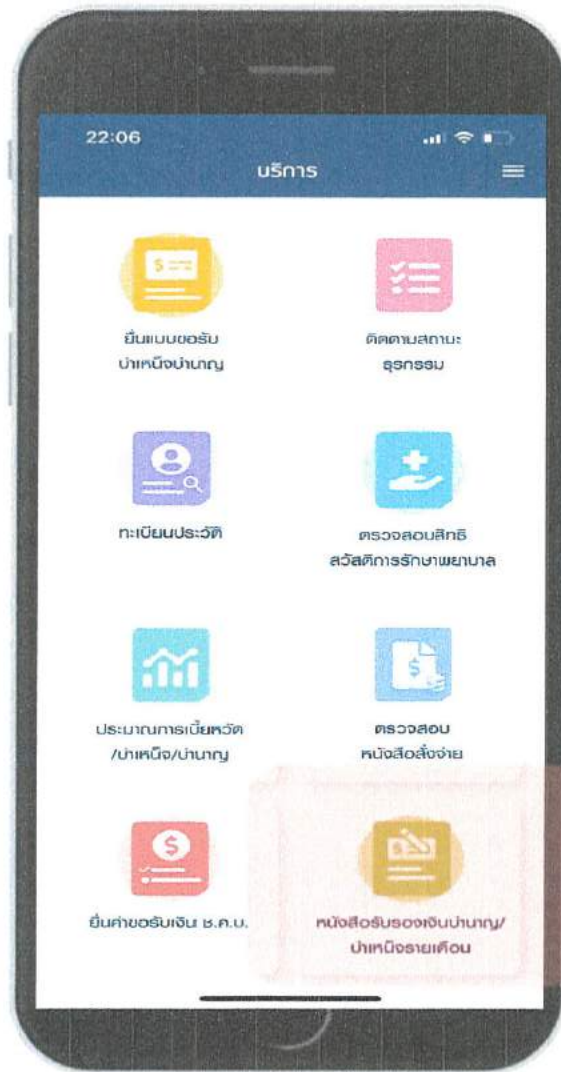 22:06
บริการ
ยื่นแบบขอรับ
บำเหน็จบำนาญ
ติดตามสถานะ
ธุรกรรม
ทะเบียนประวัติ
ตรวจสอบสิทธิ
สวัสดิการรักษาพยาบาล
ประมาณการเบี้ยหวัด
/บำเหน็จ/บำนาญ
ตรวจสอบ
หนังสือสั่งจ่าย
ยื่นคำขอรับเงิน ช.ค.บ.
หนังสือรับรองเงินบำนาญ/
บำเหน็จรายเดือน